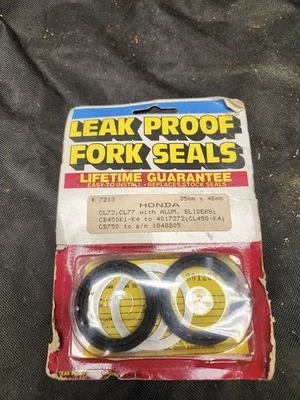 LEAK PROOF
FORK SEALS
LIFETIME GUARANTEE
EASY TO INSTALL - REPLACES STOCK SEALS
# 7213 35mm x 48mm
HONDA
CL72,CL77 with ALUM. SLIDERS;
CB450K1-K4 to 4017272;CL450-K4;
CB750 to s/n 1048805